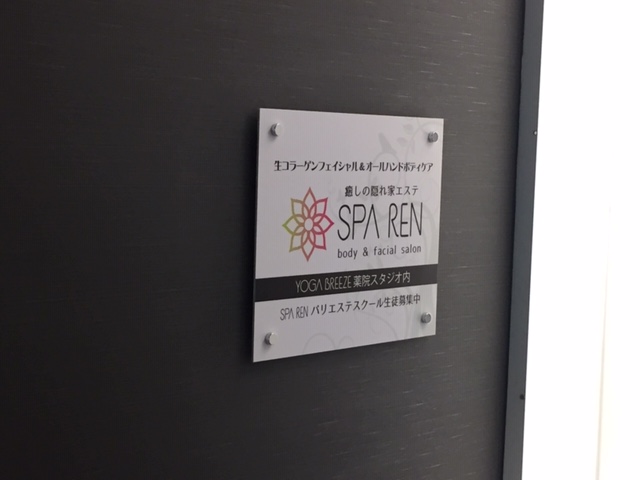 生コラーゲンフェイシャル&オールハンドボディケア
癒しの隠れ家エステ
SPA REN
body & facial salon
YOGA BREEZE 薬院スタジオ内
SPA REN バリエステスクール生徒募集中